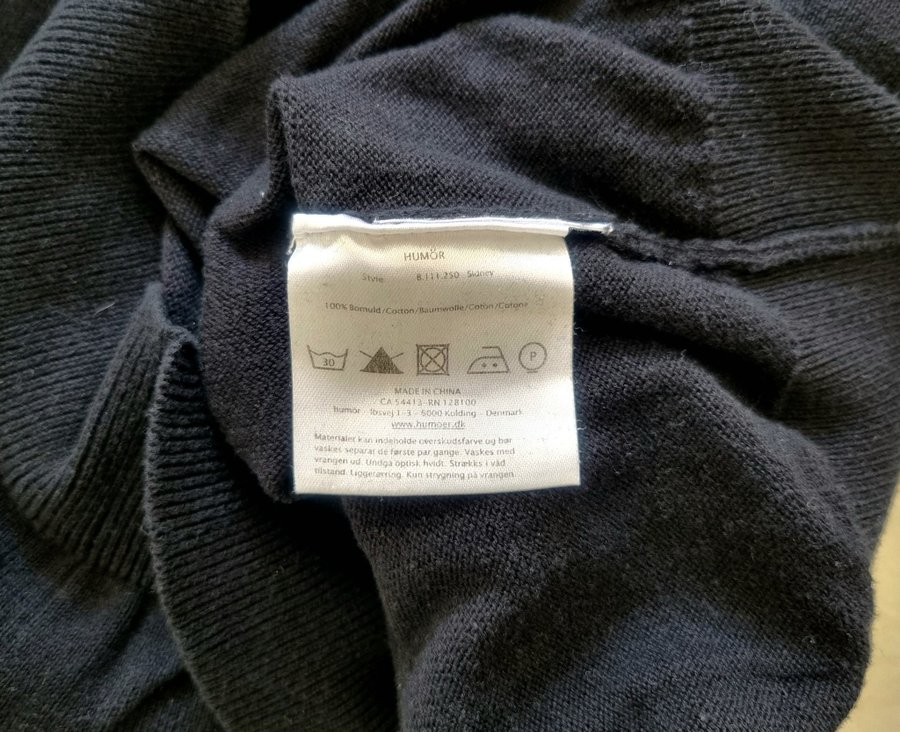 HUMÖR
Style 8.111.250 Sidney
100% Bomuld/Cotton/Baumwolle/Coton/Cotone
30 P
MADE IN CHINA
CA 54413 RN 128100
humör Ibsvej 1-3 - 6000 Kolding - Denmark
www.humoer.dk
Materialer kan indeholde overskudsfarve og bør
vaskes separat de første par gange. Vaskes med
vrangen ud. Undga optisk hvidt. Strækks i våd
tilstand. Liggetørring. Kun strygning på vrangen